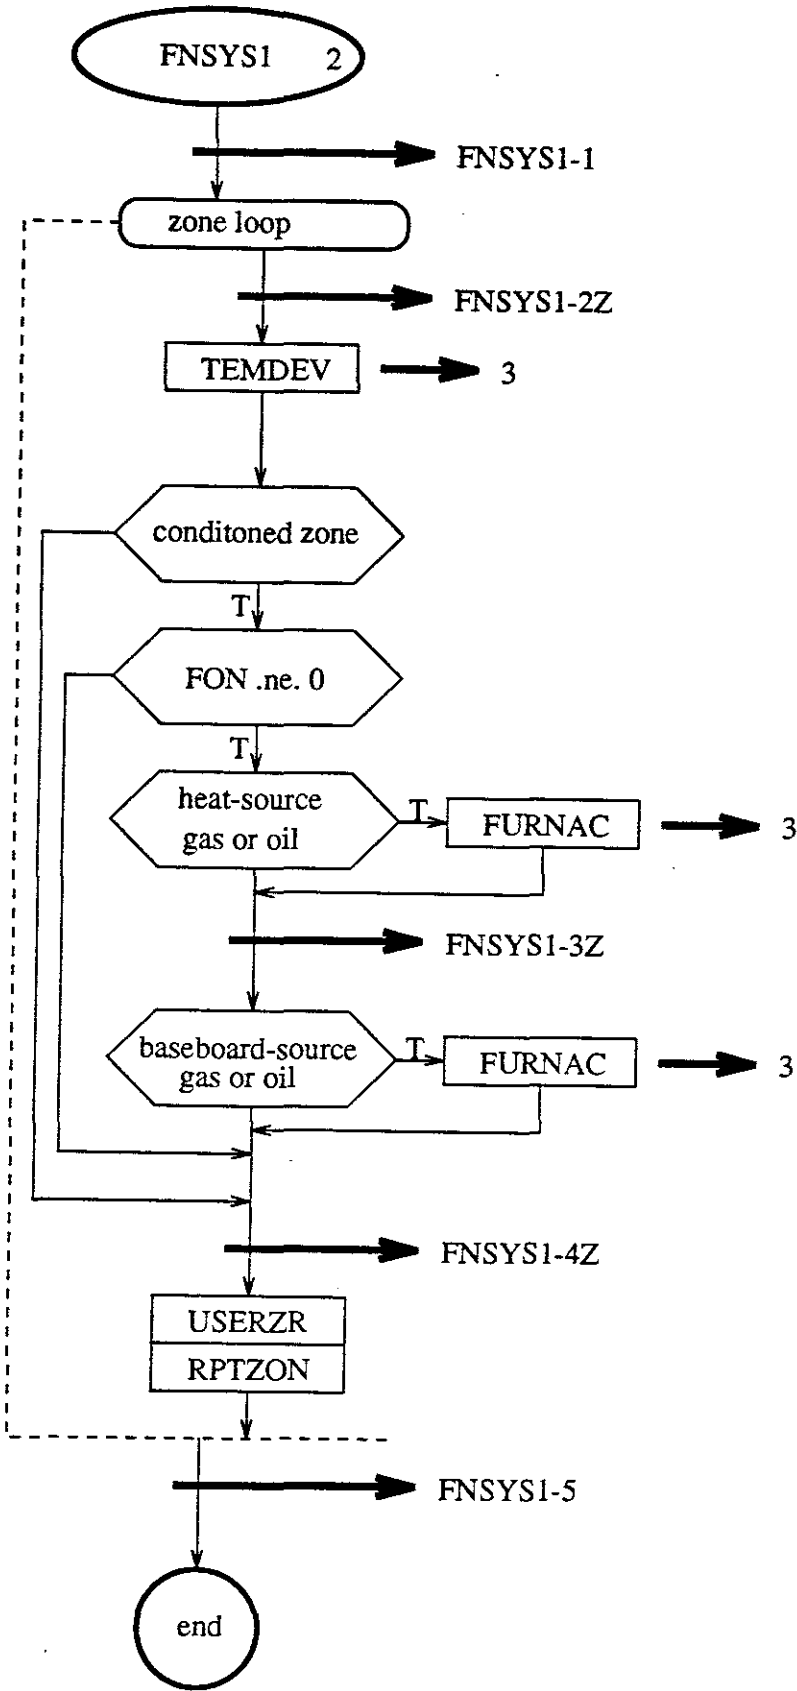 FNSYS1 2
FNSYS1-1
zone loop
FNSYS1-2Z
TEMDEV 3
conditoned zone
T
FON .ne. 0
T
heat-source
gas or oil
T
FURNAC 3
FNSYS1-3Z
baseboard-source
gas or oil
T
FURNAC 3
FNSYS1-4Z
USERZR
RPTZON
FNSYS1-5
end